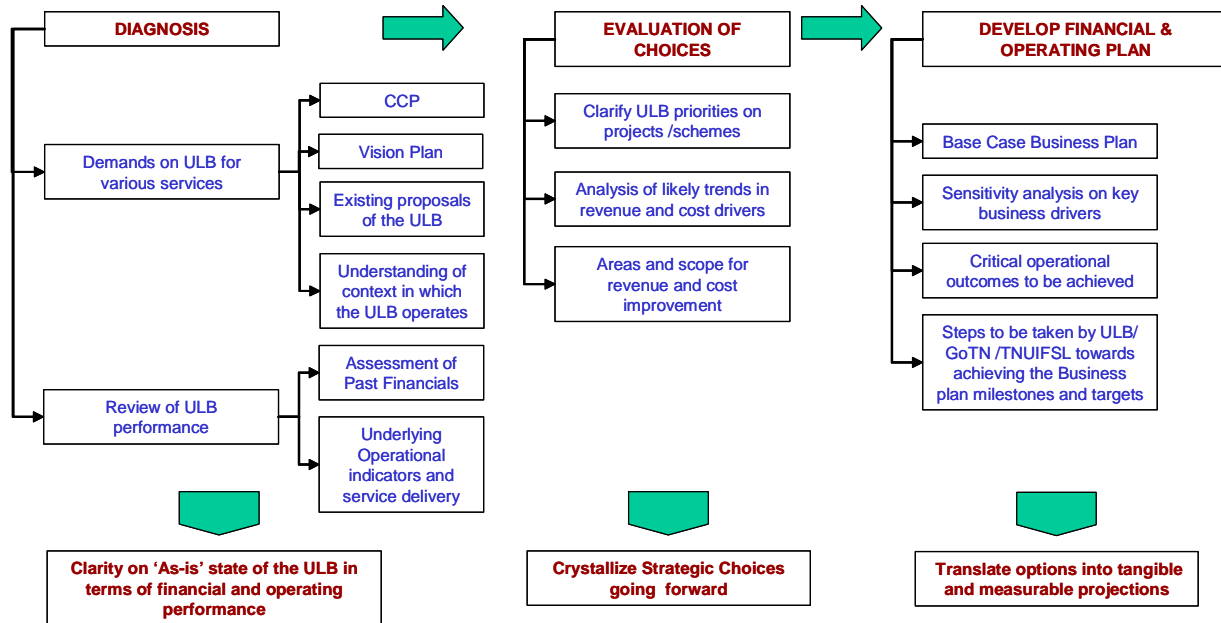 DIAGNOSIS
Demands on ULB for
various services
CCP
Vision Plan
Existing proposals
of the ULB
Understanding of
context in which
the ULB operates
Review of ULB
performance
Assessment of
Past Financials
Underlying
Operational
indicators and
service delivery
Clarity on ‘As-is’ state of the ULB in
terms of financial and operating
performance
EVALUATION OF
CHOICES
Clarify ULB priorities on
projects /schemes
Analysis of likely trends in
revenue and cost drivers
Areas and scope for
revenue and cost
improvement
Crystallize Strategic Choices
going forward
DEVELOP FINANCIAL &
OPERATING PLAN
Base Case Business Plan
Sensitivity analysis on key
business drivers
Critical operational
outcomes to be achieved
Steps to be taken by ULB/
GoTN /TNUIFSL towards
achieving the Business
plan milestones and targets
Translate options into tangible
and measurable projections